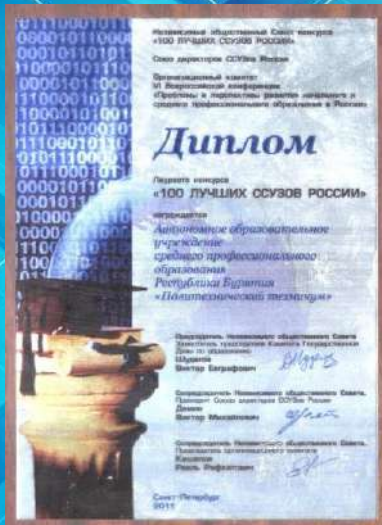 Независимый общественный Совет конкурса
«100 ЛУЧШИХ ССУЗОВ РОССИИ»
Союз директоров ССУЗов России
Организационный комитет
VI Всероссийской конференции
«Проблемы и перспективы развития начального и
среднего профессионального образования в России»
Диплом
Лауреата конкурса
«100 ЛУЧШИХ ССУЗОВ РОССИИ»
награждается
Автономное образовательное
учреждение
среднего профессионального
образования
Республики Бурятия
«Политехнический техникум»
Председатель Независимого общественного Совета
Заместитель председателя Комитета Государственной
Думы по образованию
Шудегов
Виктор Евграфович
Сопредседатель Независимого общественного Совета,
Президент Союза директоров ССУЗов России
Демин
Виктор Михайлович
Сопредседатель Независимого общественного Совета,
Председатель организационного комитета
Рафаэль Рифкатович
Санкт-Петербург
2011